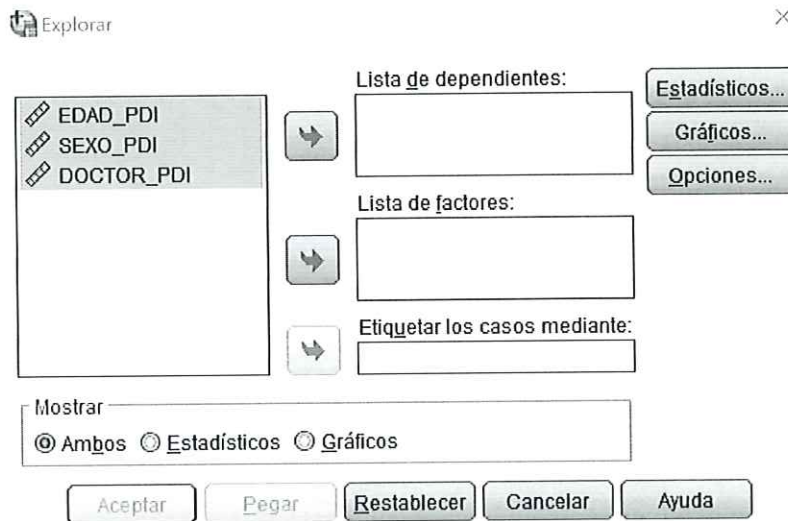 Explorar
EDAD_PDI
SEXO_PDI
DOCTOR_PDI
Lista de dependientes:
Lista de factores:
Etiquetar los casos mediante:
Estadísticos...
Gráficos...
Opciones...
Mostrar
Ambos Estadísticos Gráficos
Aceptar Pegar Restablecer Cancelar Ayuda